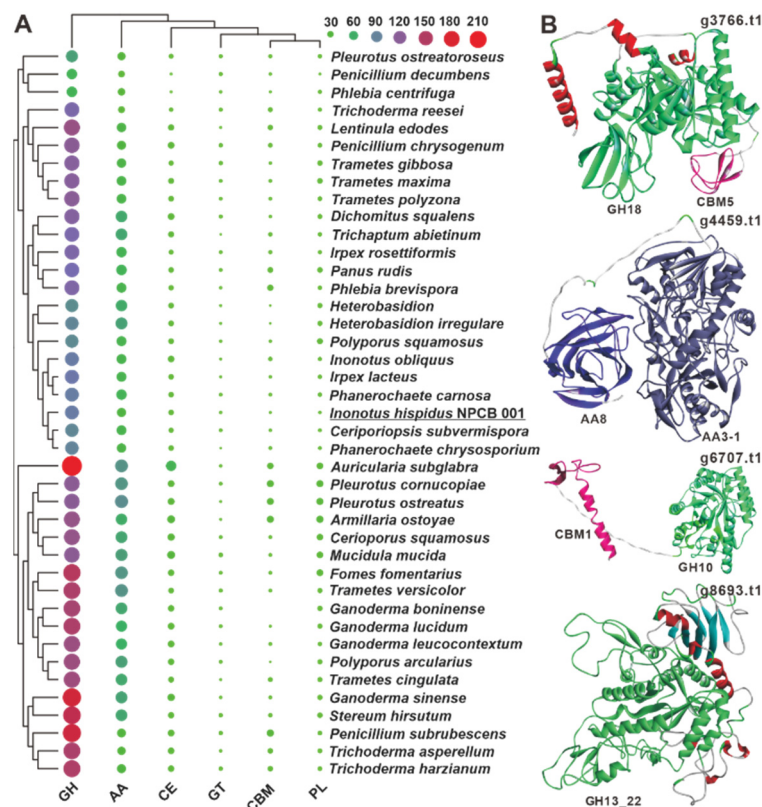 A
30 60 90 120 150 180 210
Pleurotus ostreatoroseus
Penicillium decumbens
Phlebia centrifuga
Trichoderma reesei
Lentinula edodes
Penicillium chrysogenum
Trametes gibbosa
Trametes maxima
Trametes polyzona
Dichomitus squalens
Trichaptum abietinum
Irpex rosettiformis
Panus rudis
Phlebia brevispora
Heterobasidion
Heterobasidion irregulare
Polyporus squamosus
Inonotus obliquus
Irpex lacteus
Phanerochaete carnosa
Inonotus hispidus NPCB 001
Ceriporiopsis subvermispora
Phanerochaete chrysosporium
Auricularia subglabra
Pleurotus cornucopiae
Pleurotus ostreatus
Armillaria ostoyae
Cerioporus squamosus
Mucidula mucida
Fomes fomentarius
Trametes versicolor
Ganoderma boninense
Ganoderma lucidum
Ganoderma leucocontextum
Polyporus arcularius
Trametes cingulata
Ganoderma sinense
Stereum hirsutum
Penicillium subrubescens
Trichoderma asperellum
Trichoderma harzianum
GH AA CE GT CBM PL
B
g3766.t1
GH18
CBM5
g4459.t1
AA8
AA3-1
g6707.t1
CBM1
GH10
g8693.t1
GH13_22